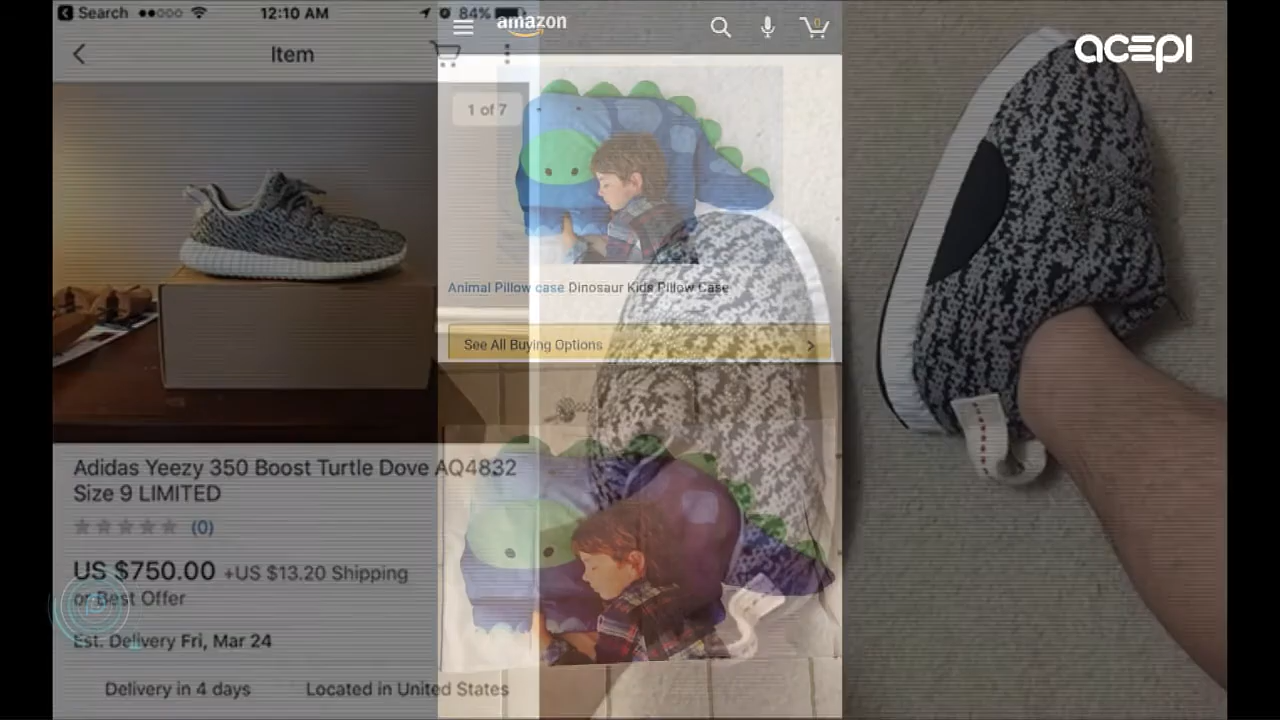 Search
12:10 AM
84%
Item
amazon
0
acepi
1 of 7
Animal Pillow case Dinosaur Kids Pillow Case
See All Buying Options
Adidas Yeezy 350 Boost Turtle Dove AQ4832
Size 9 LIMITED
(0)
US $750.00 +US $13.20 Shipping
or Best Offer
Est. Delivery Fri, Mar 24
Delivery in 4 days
Located in United States